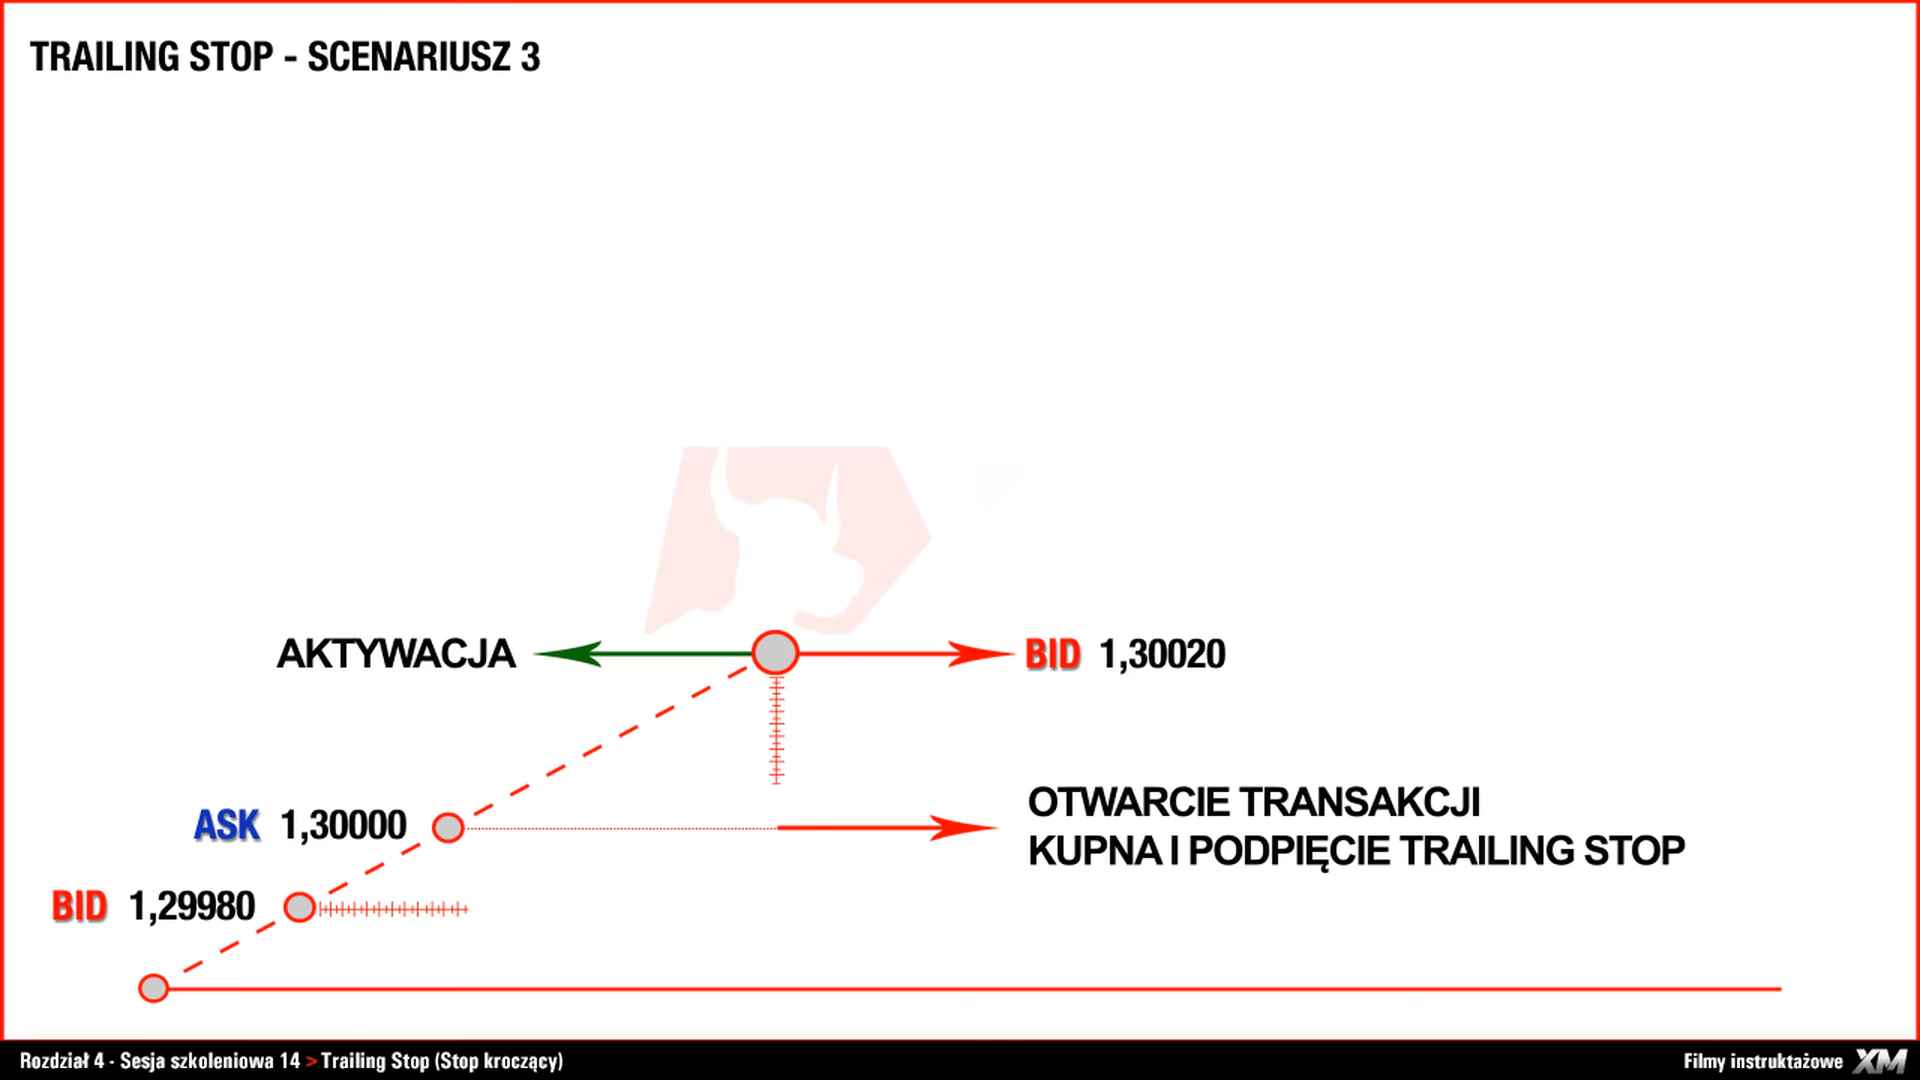 TRAILING STOP - SCENARIUSZ 3
AKTYWACJA
BID 1,30020
ASK 1,30000
OTWARCIE TRANSAKCJI
KUPNA I PODPIĘCIE TRAILING STOP
BID 1,29980
Rozdział 4 - Sesja szkoleniowa 14 > Trailing Stop (Stop kroczący)
Filmy instruktażowe XM